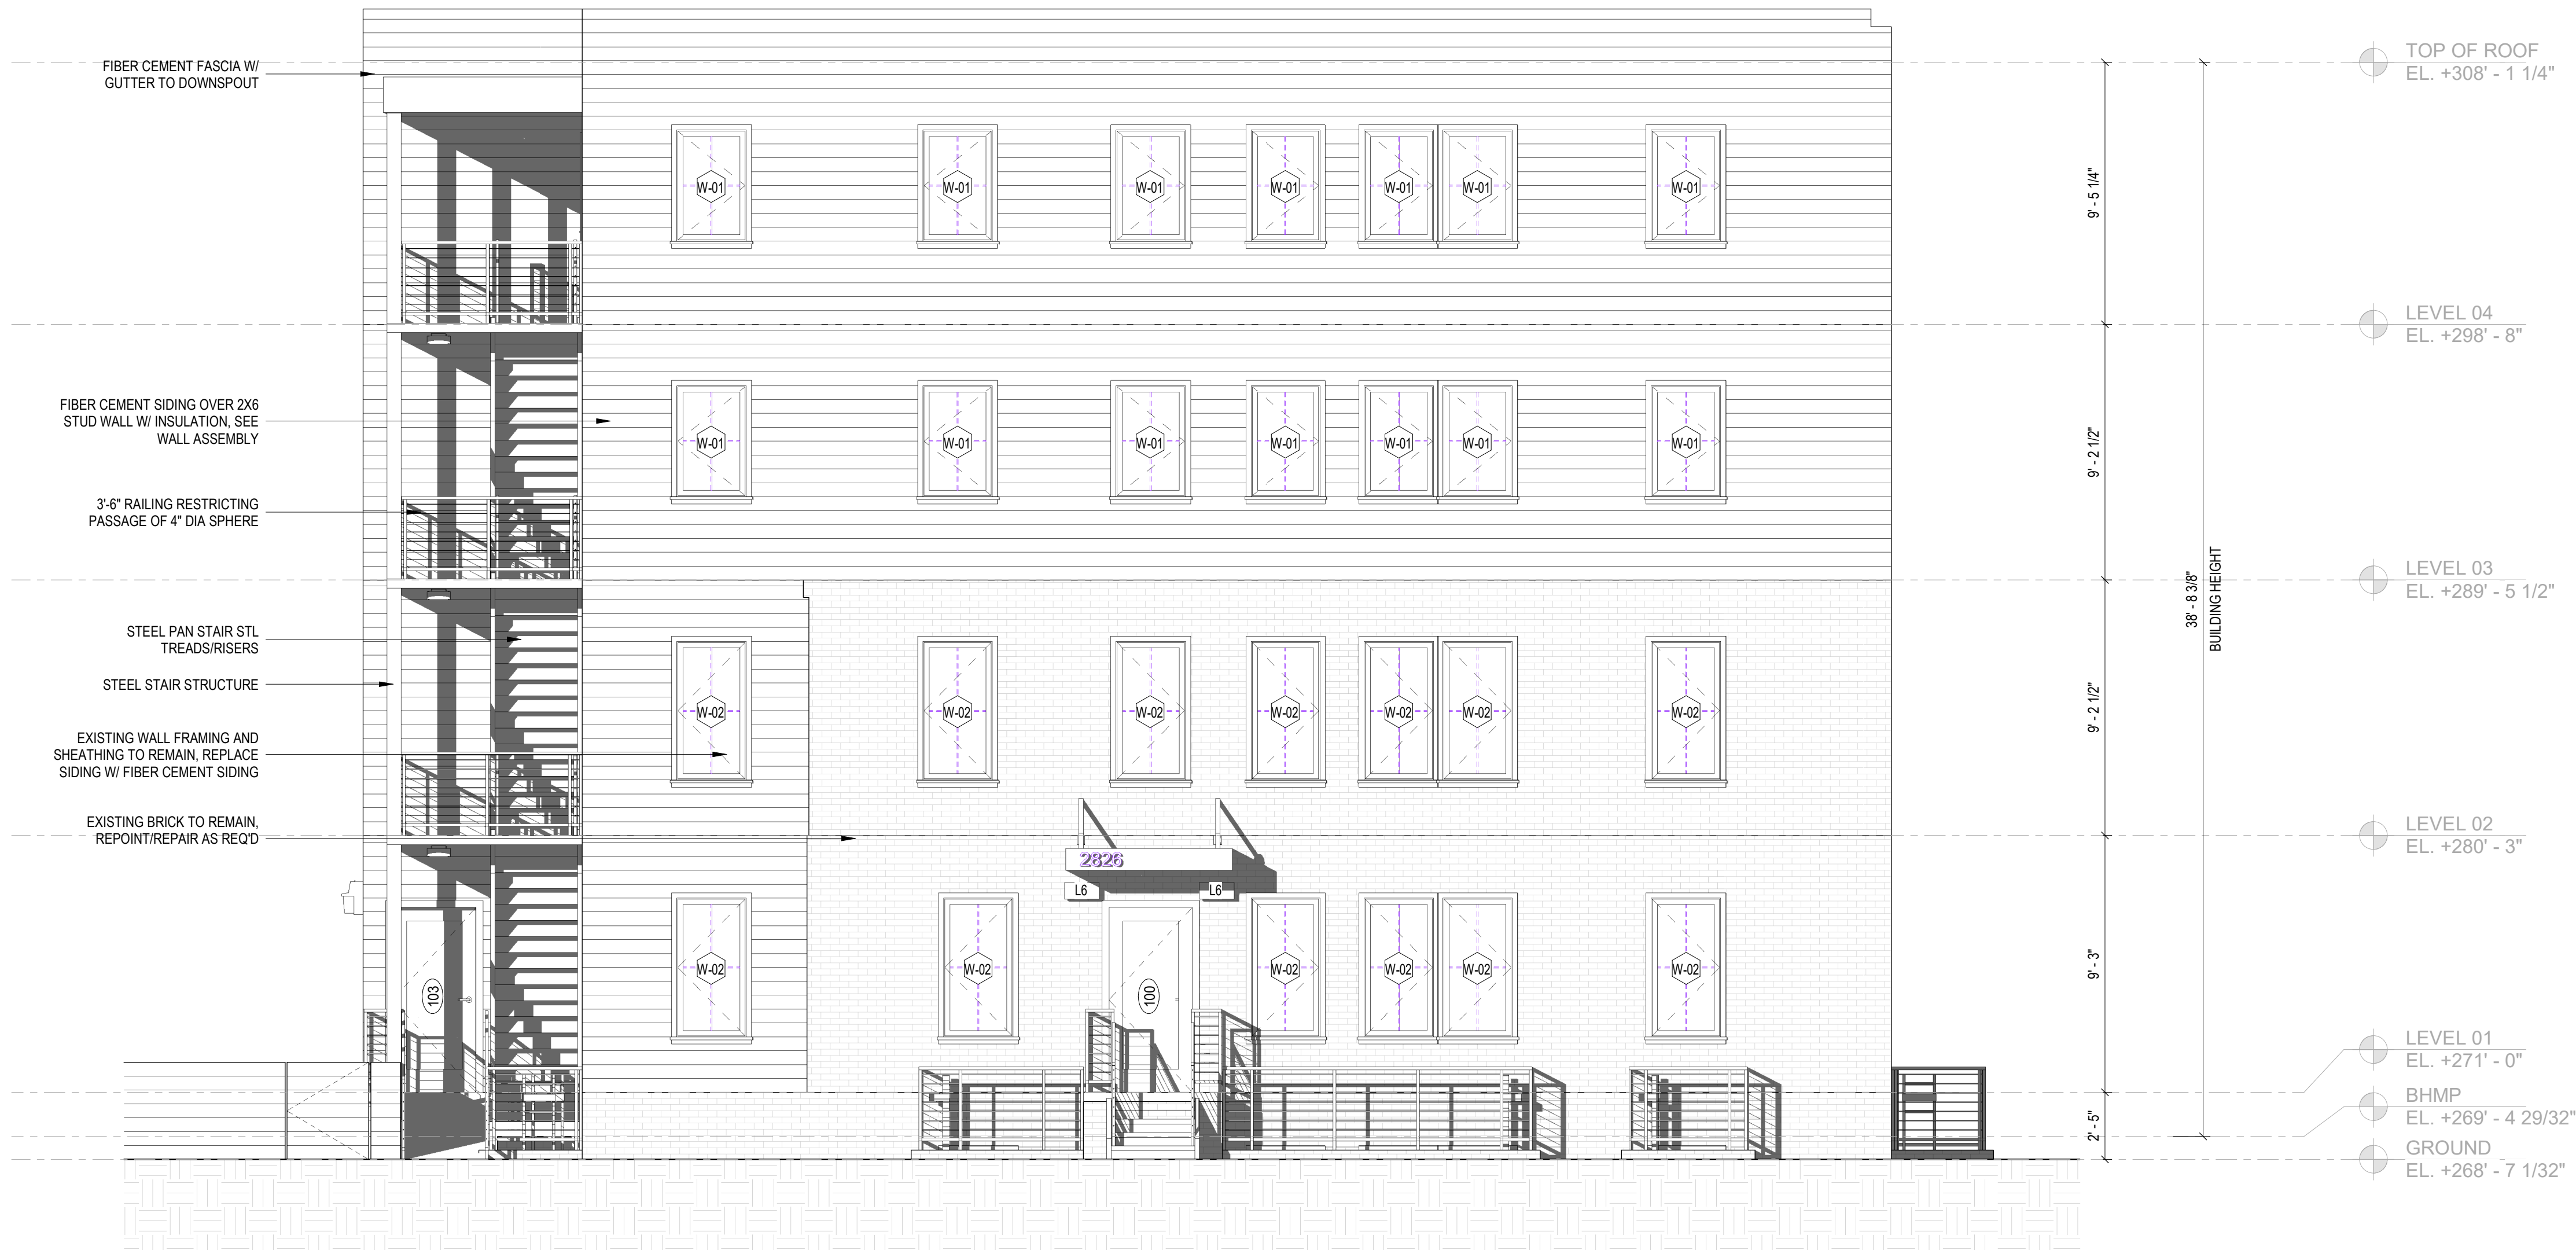 FIBER CEMENT FASCIA W/
GUTTER TO DOWNSPOUT
FIBER CEMENT SIDING OVER 2X6
STUD WALL W/ INSULATION, SEE
WALL ASSEMBLY
3'-6" RAILING RESTRICTING
PASSAGE OF 4" DIA SPHERE
STEEL PAN STAIR STL
TREADS/RISERS
STEEL STAIR STRUCTURE
EXISTING WALL FRAMING AND
SHEATHING TO REMAIN, REPLACE
SIDING W/ FIBER CEMENT SIDING
EXISTING BRICK TO REMAIN,
REPOINT/REPAIR AS REQ'D
W-01 W-01 W-01 W-01 W-01 W-01 W-01
W-01 W-01 W-01 W-01 W-01 W-01 W-01
W-02 W-02 W-02 W-02 W-02 W-02 W-02
2826
L6 L6
W-02 W-02 W-02 W-02 W-02 W-02
103
100
9' - 5 1/4"
9' - 2 1/2"
9' - 2 1/2"
9' - 3"
2' - 5"
38' - 8 3/8"
BUILDING HEIGHT
TOP OF ROOF
EL. +308' - 1 1/4"
LEVEL 04
EL. +298' - 8"
LEVEL 03
EL. +289' - 5 1/2"
LEVEL 02
EL. +280' - 3"
LEVEL 01
EL. +271' - 0"
BHMP
EL. +269' - 4 29/32"
GROUND
EL. +268' - 7 1/32"